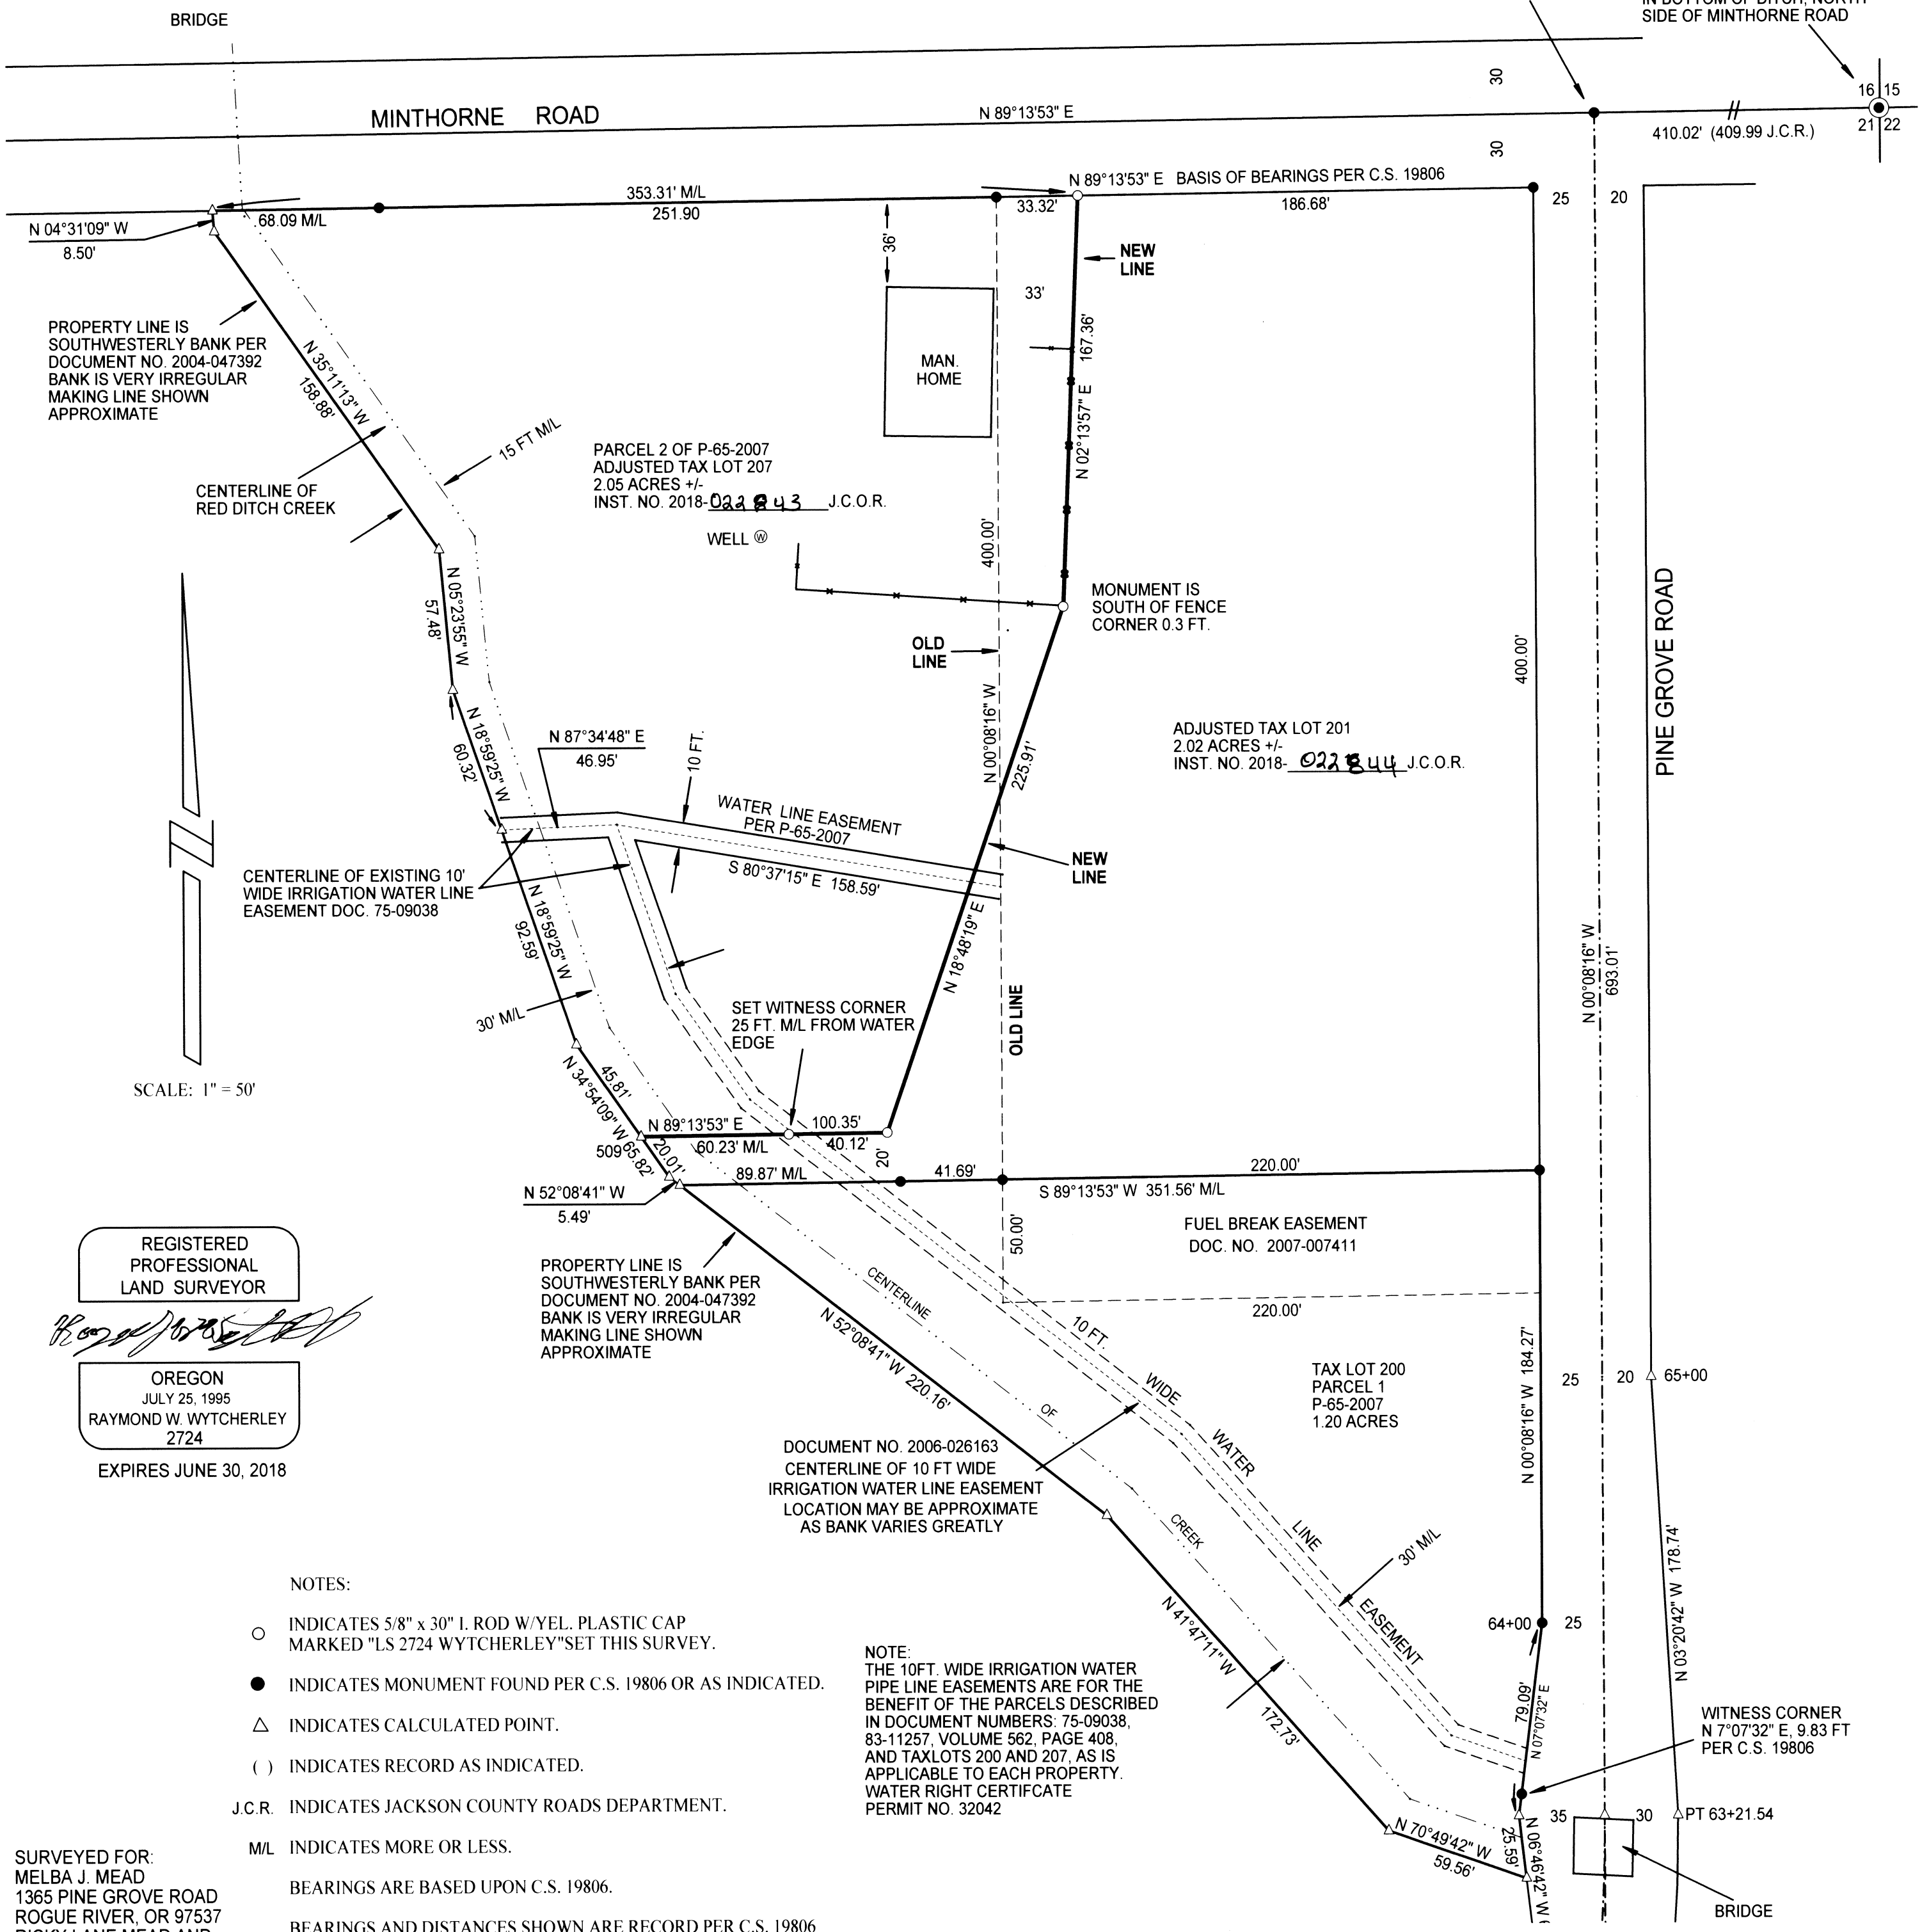 BRIDGE
IN BOTTOM OF DITCH, NORTH
SIDE OF MINTHORNE ROAD
30
16 15
21 22
MINTHORNE ROAD
N 89°13'53" E
410.02' (409.99 J.C.R.)
30
N 89°13'53" E BASIS OF BEARINGS PER C.S. 19806
353.31' M/L
68.09 M/L
251.90
33.32'
186.68'
25
20
N 04°31'09" W
8.50'
36'
NEW
LINE
33'
PROPERTY LINE IS
SOUTHWESTERLY BANK PER
DOCUMENT NO. 2004-047392
BANK IS VERY IRREGULAR
MAKING LINE SHOWN
APPROXIMATE
N 35°11'13" W
158.88'
MAN.
HOME
167.36'
N 02°13'57" E
15 FT M/L
PARCEL 2 OF P-65-2007
ADJUSTED TAX LOT 207
2.05 ACRES +/-
INST. NO. 2018-022843 J.C.O.R.
CENTERLINE OF
RED DITCH CREEK
WELL W
400.00'
N 05°23'55" W
57.48'
MONUMENT IS
SOUTH OF FENCE
CORNER 0.3 FT.
OLD
LINE
400.00'
PINE GROVE ROAD
N 00°08'16" W
225.91'
N 18°59'25" W
60.32'
N 87°34'48" E
46.95'
10 FT.
ADJUSTED TAX LOT 201
2.02 ACRES +/-
INST. NO. 2018- 022844 J.C.O.R.
WATER LINE EASEMENT
PER P-65-2007
S 80°37'15" E 158.59'
NEW
LINE
CENTERLINE OF EXISTING 10'
WIDE IRRIGATION WATER LINE
EASEMENT DOC. 75-09038
N 18°59'25" W
92.59'
N 18°48'19" E
N 00°08'16" W
693.01'
30' M/L
SET WITNESS CORNER
25 FT. M/L FROM WATER
EDGE
OLD LINE
SCALE: 1" = 50'
45.81'
N 34°54'09" W 65.82'
N 89°13'53" E
100.35'
60.23' M/L
40.12'
509
20.01'
20'
89.87' M/L
41.69'
220.00'
S 89°13'53" W 351.56' M/L
N 52°08'41" W
5.49'
50.00'
FUEL BREAK EASEMENT
DOC. NO. 2007-007411
220.00'
REGISTERED
PROFESSIONAL
LAND SURVEYOR
OREGON
JULY 25, 1995
RAYMOND W. WYTCHERLEY
2724
EXPIRES JUNE 30, 2018
PROPERTY LINE IS
SOUTHWESTERLY BANK PER
DOCUMENT NO. 2004-047392
BANK IS VERY IRREGULAR
MAKING LINE SHOWN
APPROXIMATE
CENTERLINE OF CREEK
N 52°08'41" W 220.16'
10 FT. WIDE WATER LINE EASEMENT
TAX LOT 200
PARCEL 1
P-65-2007
1.20 ACRES
N 00°08'16" W 184.27'
25
20
65+00
DOCUMENT NO. 2006-026163
CENTERLINE OF 10 FT WIDE
IRRIGATION WATER LINE EASEMENT
LOCATION MAY BE APPROXIMATE
AS BANK VARIES GREATLY
30' M/L
N 03°20'42" W 178.74'
64+00
25
N 41°47'11" W
172.73'
79.09'
N 07°07'32" E
WITNESS CORNER
N 7°07'32" E, 9.83 FT
PER C.S. 19806
35
30
PT 63+21.54
N 70°49'42" W
59.56'
25.59'
N 06°46'42" W
BRIDGE
NOTES:
INDICATES 5/8" x 30" I. ROD W/YEL. PLASTIC CAP
MARKED "LS 2724 WYTCHERLEY"SET THIS SURVEY.
INDICATES MONUMENT FOUND PER C.S. 19806 OR AS INDICATED.
INDICATES CALCULATED POINT.
( ) INDICATES RECORD AS INDICATED.
J.C.R. INDICATES JACKSON COUNTY ROADS DEPARTMENT.
M/L INDICATES MORE OR LESS.
BEARINGS ARE BASED UPON C.S. 19806.
BEARINGS AND DISTANCES SHOWN ARE RECORD PER C.S. 19806
NOTE:
THE 10FT. WIDE IRRIGATION WATER
PIPE LINE EASEMENTS ARE FOR THE
BENEFIT OF THE PARCELS DESCRIBED
IN DOCUMENT NUMBERS: 75-09038,
83-11257, VOLUME 562, PAGE 408,
AND TAXLOTS 200 AND 207, AS IS
APPLICABLE TO EACH PROPERTY.
WATER RIGHT CERTIFCATE
PERMIT NO. 32042
SURVEYED FOR:
MELBA J. MEAD
1365 PINE GROVE ROAD
ROGUE RIVER, OR 97537
RICKY LANE MEAD AND